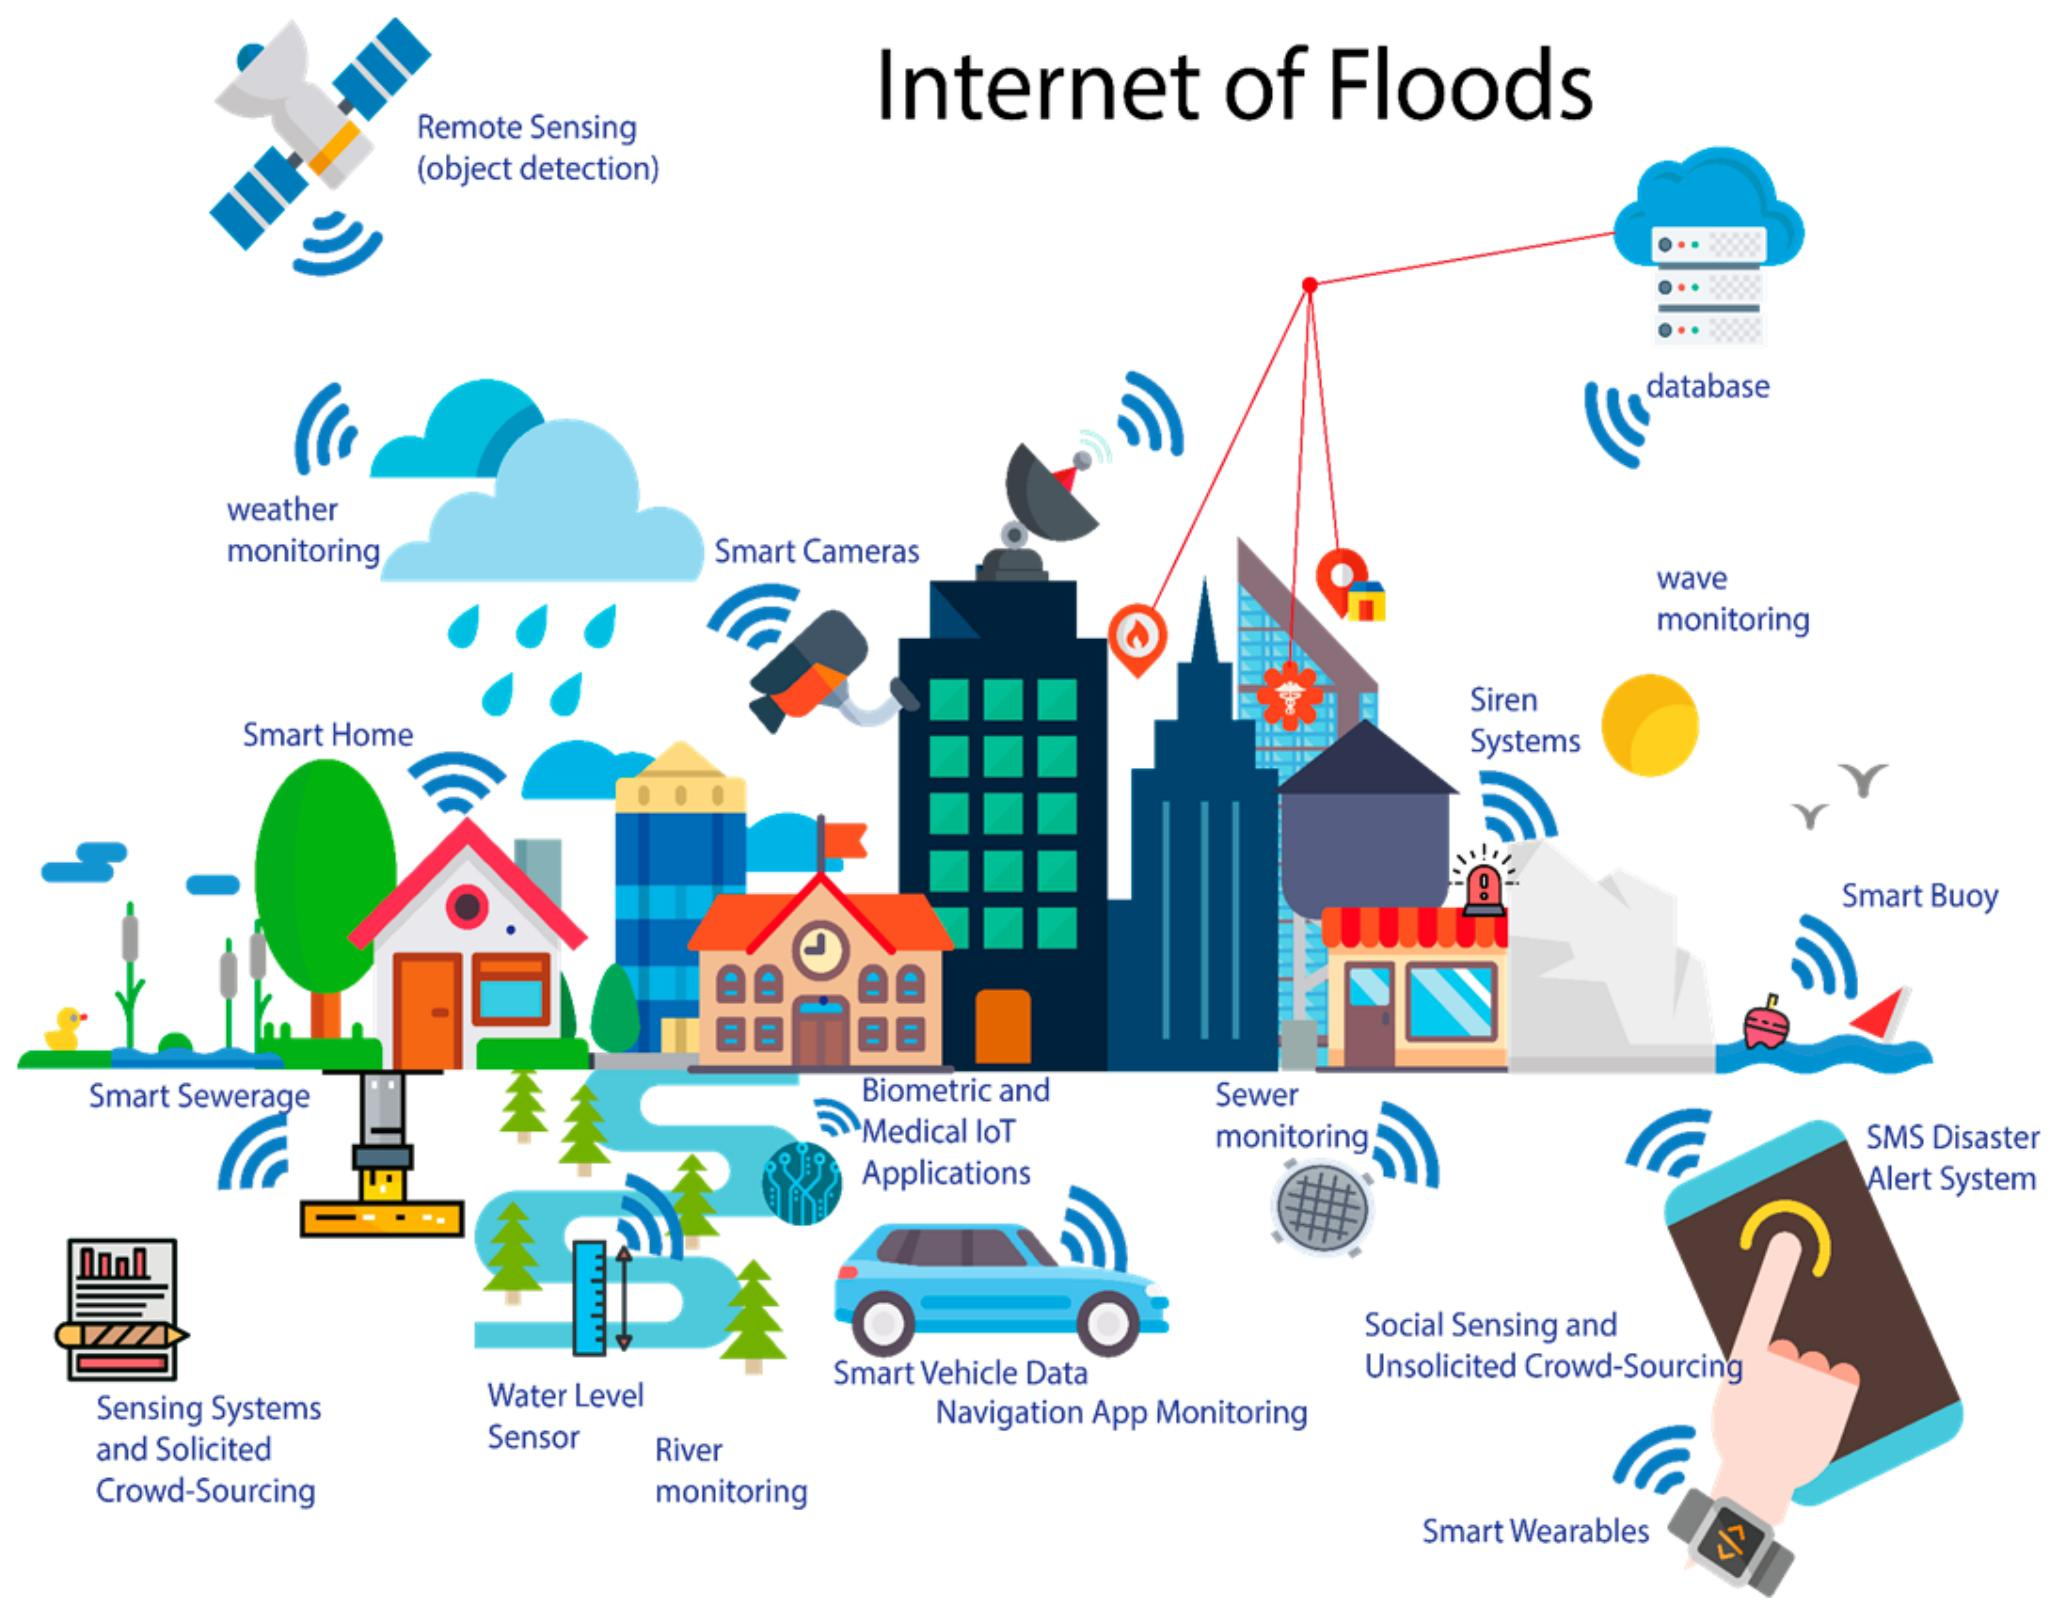 Internet of Floods
Remote Sensing
(object detection)
database
weather
monitoring
Smart Cameras
wave
monitoring
Siren
Systems
Smart Home
Smart Buoy
Smart Sewerage
Biometric and
Medical IoT
Applications
Sewer
monitoring
SMS Disaster
Alert System
Social Sensing and
Unsolicited Crowd-Sourcing
Smart Vehicle Data
Navigation App Monitoring
Water Level
Sensor
River
monitoring
Sensing Systems
and Solicited
Crowd-Sourcing
Smart Wearables